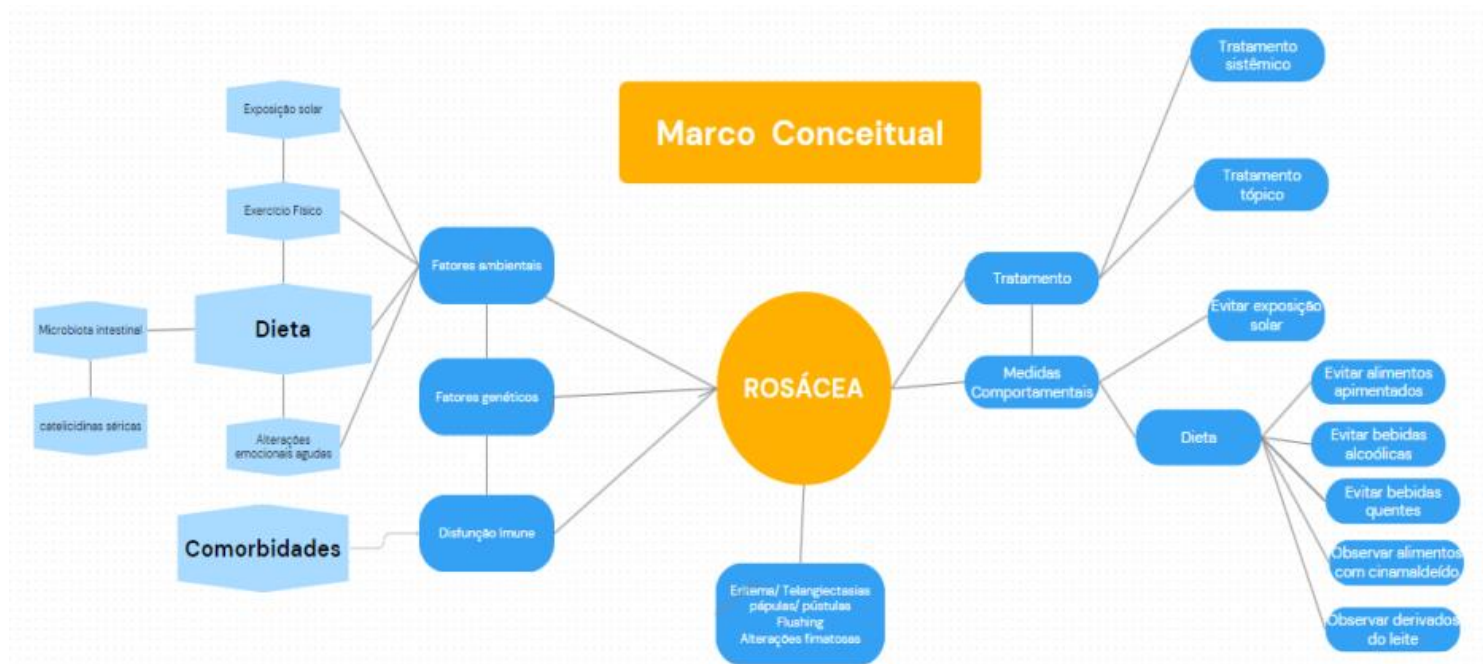 Marco Conceitual
Exposição solar
Exercício Físico
Dieta
Microbiota intestinal
catelicidinas séricas
Alterações
emocionais agudas
Comorbidades
Fatores ambientais
Fatores genéticos
Disfunção Imune
ROSÁCEA
Eritema/ Telangiectasias
pápulas/ pústulas
Flushing
Alterações fimatosas
Tratamento
Tratamento
sistêmico
Tratamento
tópico
Medidas
Comportamentais
Evitar exposição
solar
Dieta
Evitar alimentos
apimentados
Evitar bebidas
alcoólicas
Evitar bebidas
quentes
Observar alimentos
com cinamaldeído
Observar derivados
do leite